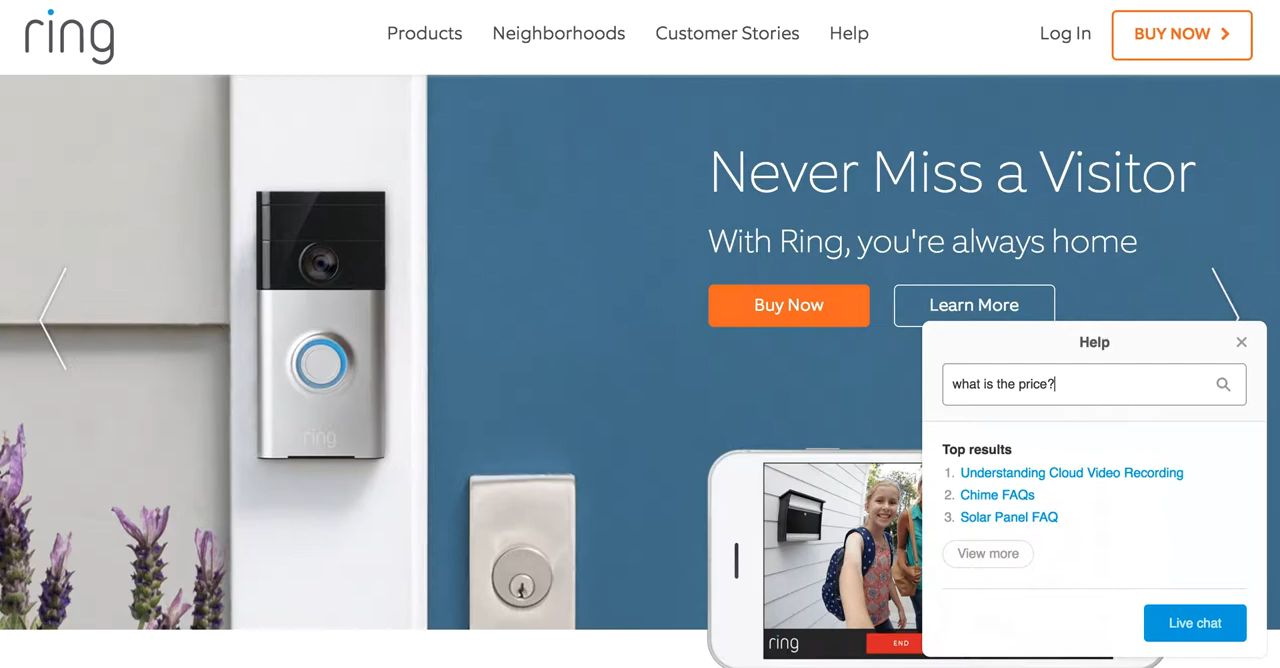 ring
Products
Neighborhoods
Customer Stories
Help
Log In
BUY NOW
Never Miss a Visitor
With Ring, you're always home
Buy Now
Learn More
ring
Help
what is the price?
Top results
1. Understanding Cloud Video Recording
2. Chime FAQs
3. Solar Panel FAQ
View more
Live chat
ring
END